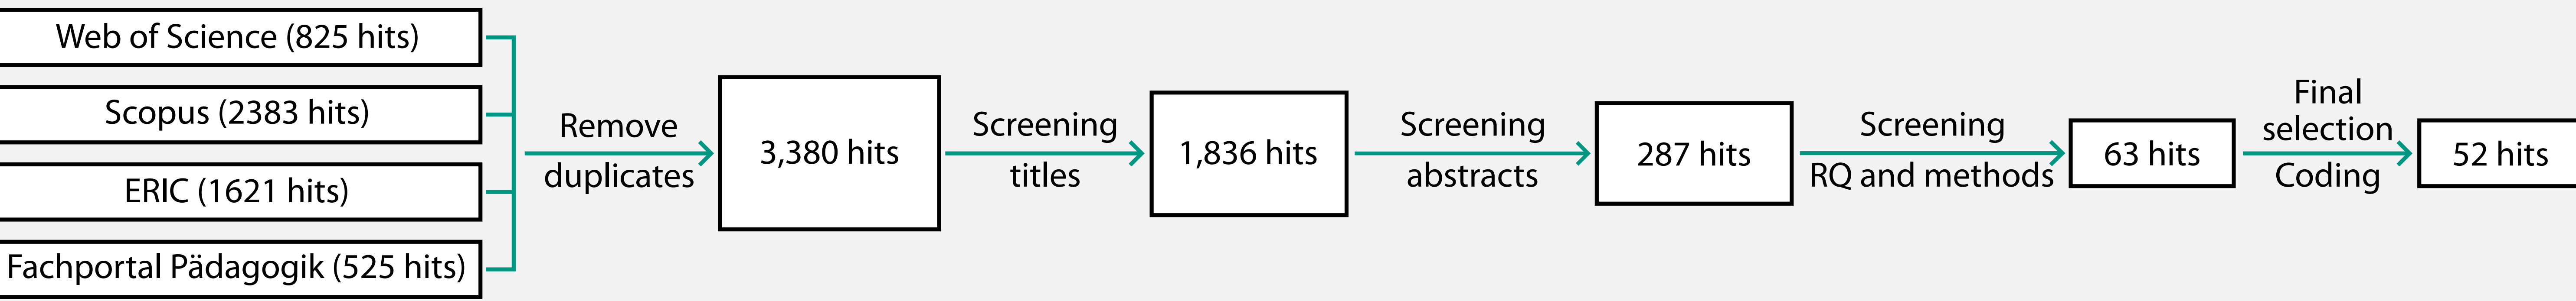 Web of Science (825 hits)
Scopus (2383 hits)
ERIC (1621 hits)
Fachportal Pädagogik (525 hits)
Remove
duplicates
3,380 hits
Screening
titles
1,836 hits
Screening
abstracts
287 hits
Screening
RQ and methods
63 hits
Final
selection
Coding
52 hits